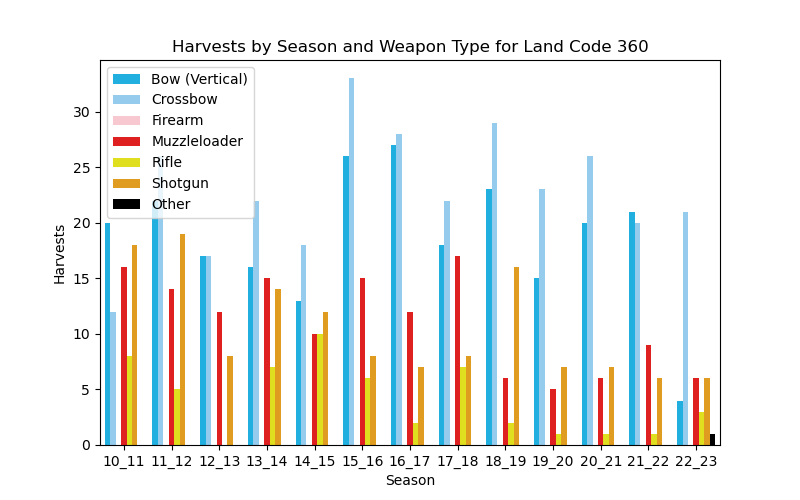 Harvests by Season and Weapon Type for Land Code 360
Bow (Vertical)
Crossbow
Firearm
Muzzleloader
Rifle
Shotgun
Other
Harvests
30
25
20
15
10
5
0
10_11 11_12 12_13 13_14 14_15 15_16 16_17 17_18 18_19 19_20 20_21 21_22 22_23
Season